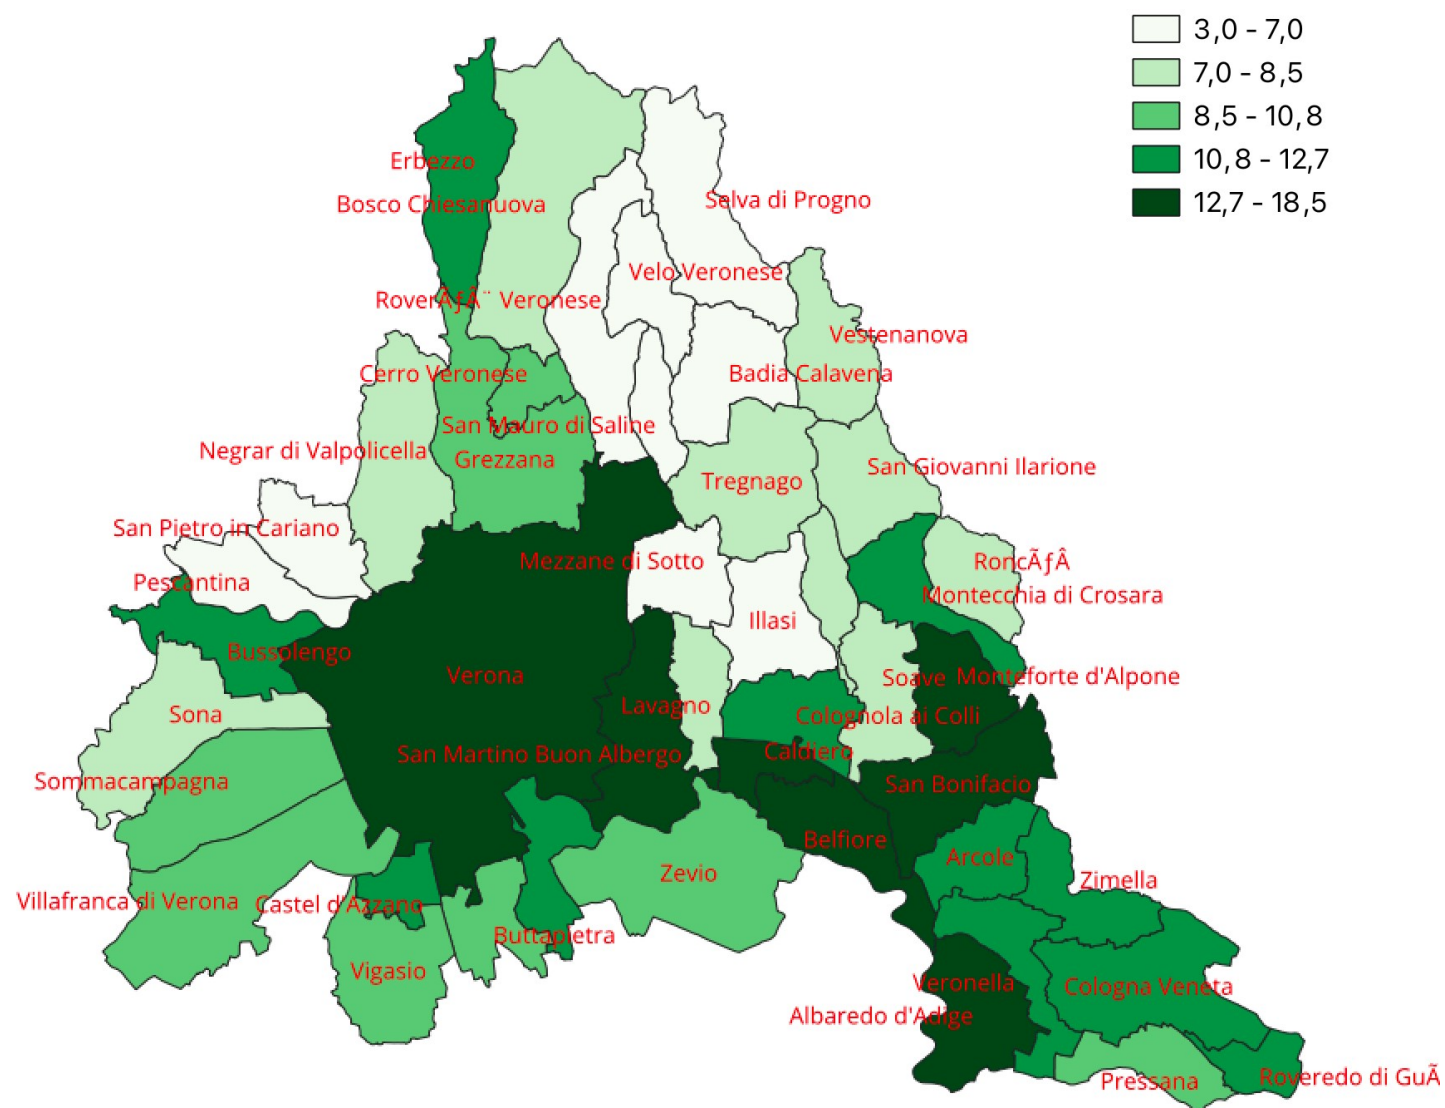 3,0 - 7,0
7,0 - 8,5
8,5 - 10,8
10,8 - 12,7
12,7 - 18,5
Erbezzo
Bosco Chiesanuova
Selva di Progno
Velo Veronese
RoverÃƒÂ¨ Veronese
Vestenanova
Cerro Veronese
Badia Calavena
San Mauro di Saline
Negrar di Valpolicella
Grezzana
San Giovanni Ilarione
Tregnago
San Pietro in Cariano
Mezzane di Sotto
RoncÃƒÂ
Pescantina
Montecchia di Crosara
Illasi
Bussolengo
Verona
Soave
Monteforte d'Alpone
Lavagno
Sona
Colognola ai Colli
San Martino Buon Albergo
Caldiero
Sommacampagna
San Bonifacio
Belfiore
Arcole
Zevio
Zimella
Villafranca di Verona
Castel d'Azzano
Buttapietra
Vigasio
Veronella
Cologna Veneta
Albaredo d'Adige
Pressana
Roveredo di GuÃ